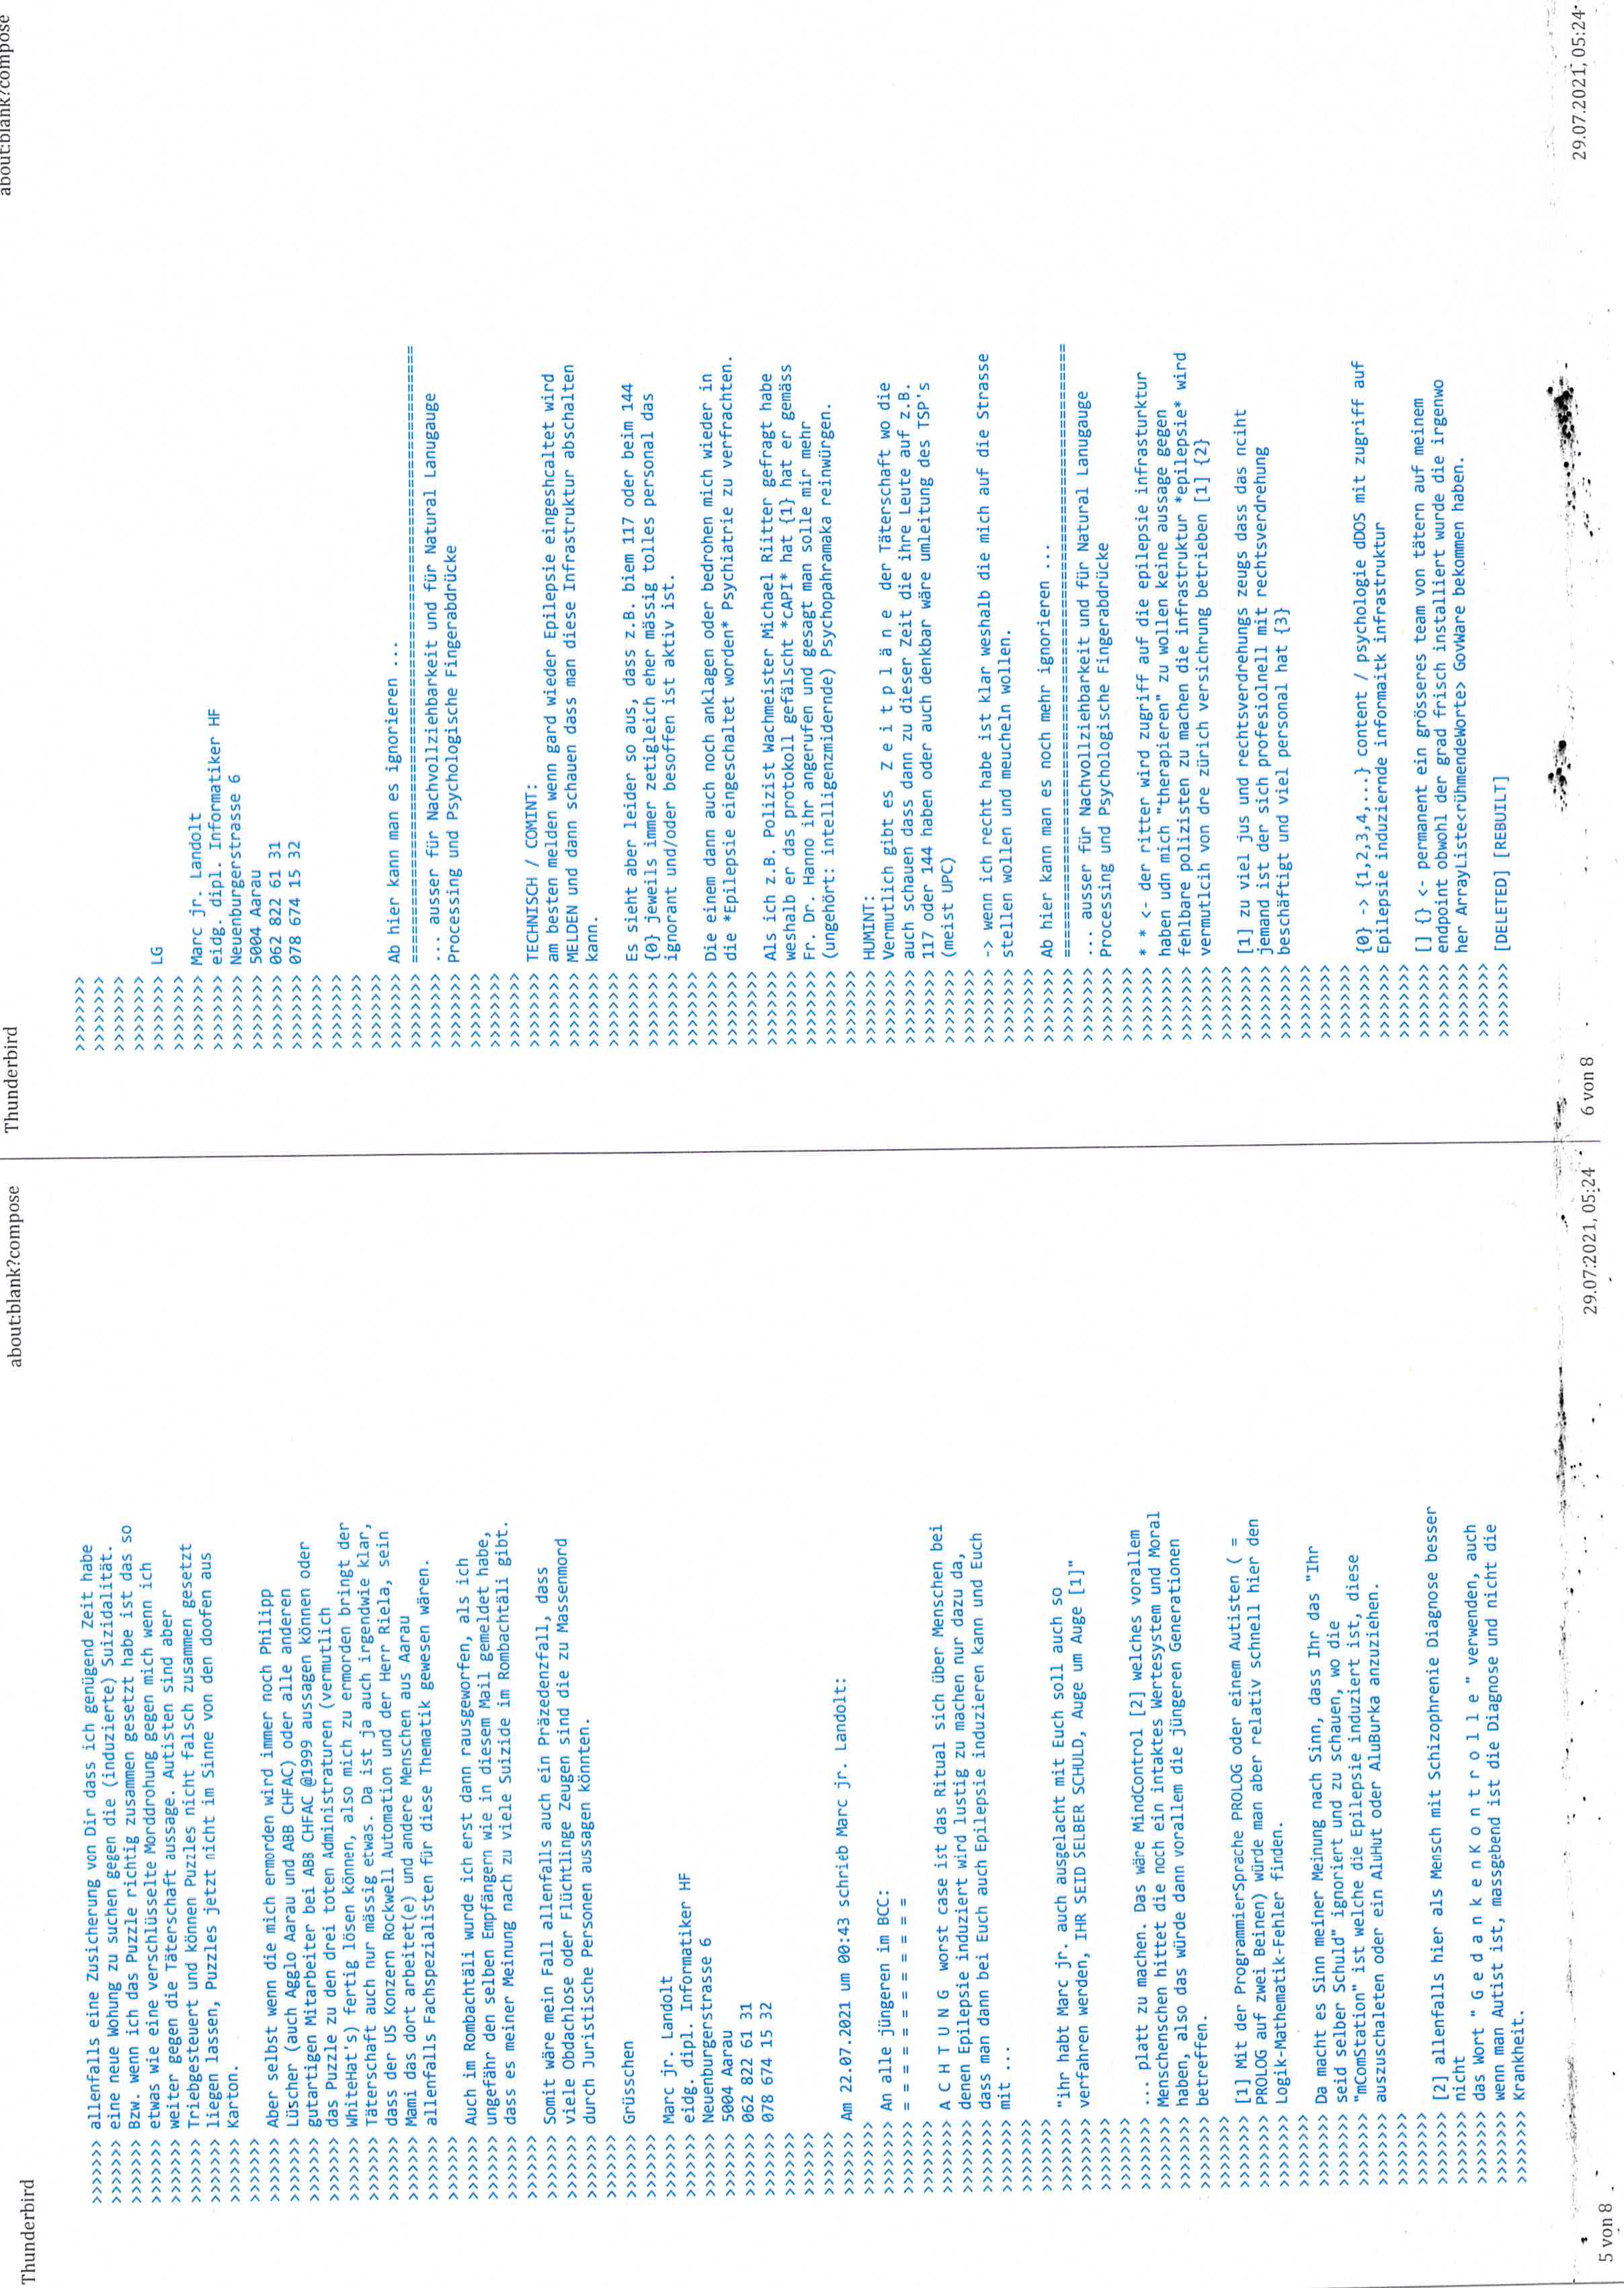 Thunderbird
about:blank?compose
>>>>>>> allenfalls eine Zusicherung von Dir dass ich genügend Zeit habe
>>>>>>> eine neue Wohung zu suchen gegen die (induzierte) Suizidalität.
>>>>>>> Bzw. wenn ich das Puzzle richtig zusammen gesetzt habe ist das so
>>>>>>> etwas wie eine verschlüsselte Morddrohung gegen mich wenn ich
>>>>>>> weiter gegen die Täterschaft aussage. Autisten sind aber
>>>>>>> Triebgesteuert und können Puzzles nicht falsch zusammen gesetzt
>>>>>>> liegen lassen, Puzzles jetzt nicht im Sinne von den doofen aus
>>>>>>> Karton.
>>>>>>>
>>>>>>> Aber selbst wenn die mich ermorden wird immer noch Philipp
>>>>>>> Lüscher (auch Agglo Aarau und ABB CHFAC) oder alle anderen
>>>>>>> gutartigen Mitarbeiter bei ABB CHFAC @1999 aussagen können oder
>>>>>>> das Puzzle zu den drei toten Administraturen (vermutlich
>>>>>>> WhiteHat's) fertig lösen können, also mich zu ermorden bringt der
>>>>>>> Täterschaft auch nur mässig etwas. Da ist ja auch irgendwie klar,
>>>>>>> dass der US Konzern Rockwell Automation und der Herr Riela, sein
>>>>>>> Mami das dort arbeitet(e) und andere Menschen aus Aarau
>>>>>>> allenfalls Fachspezialisten für diese Thematik gewesen wären.
>>>>>>>
>>>>>>> Auch im Rombachtäli wurde ich erst dann rausgeworfen, als ich
>>>>>>> ungefähr den selben Empfängern wie in diesem Mail gemeldet habe,
>>>>>>> dass es meiner Meinung nach zu viele Suizide im Rombachtäli gibt.
>>>>>>>
>>>>>>> Somit wäre mein Fall allenfalls auch ein Präzedenzfall, dass
>>>>>>> viele Obdachlose oder Flüchtlinge Zeugen sind die zu Massenmord
>>>>>>> durch Juristische Personen aussagen könnten.
>>>>>>>
>>>>>>>
>>>>>>> Grüsschen
>>>>>>>
>>>>>>> Marc jr. Landolt
>>>>>>> eidg. dipl. Informatiker HF
>>>>>>> Neuenburgerstrasse 6
>>>>>>> 5004 Aarau
>>>>>>> 062 822 61 31
>>>>>>> 078 674 15 32
>>>>>>>
>>>>>>>
>>>>>>>
>>>>>>> Am 22.07.2021 um 00:43 schrieb Marc jr. Landolt:
>>>>>>>>
>>>>>>>> An alle jüngeren im BCC:
>>>>>>>> = = = = = = = = = = = =
>>>>>>>>
>>>>>>>> A C H T U N G worst case ist das Ritual sich über Menschen bei
>>>>>>>> denen Epilepsie induziert wird lustig zu machen nur dazu da,
>>>>>>>> dass man dann bei Euch auch Epilepsie induzieren kann und Euch
>>>>>>>> mit ...
>>>>>>>>
>>>>>>>>
>>>>>>>> "ihr habt Marc jr. auch ausgelacht mit Euch soll auch so
>>>>>>>> verfahren werden, IHR SEID SELBER SCHULD, Auge um Auge [1]"
>>>>>>>>
>>>>>>>>
>>>>>>>> ... platt zu machen. Das wäre MindControl [2] welches vorallem
>>>>>>>> Menschenschen hittet die noch ein intaktes Wertesystem und Moral
>>>>>>>> haben, also das würde dann vorallem die jüngeren Generationen
>>>>>>>> betreffen.
>>>>>>>>
>>>>>>>> [1] Mit der ProgrammierSprache PROLOG oder einem Autisten ( =
>>>>>>>> PROLOG auf zwei Beinen) würde man aber relativ schnell hier den
>>>>>>>> Logik-Mathematik-Fehler finden.
>>>>>>>>
>>>>>>>> Da macht es Sinn meiner Meinung nach Sinn, dass Ihr das "Ihr
>>>>>>>> seid selber Schuld" ignoriert und zu schauen, wo die
>>>>>>>> "mComStation" ist welche die Epilepsie induziert ist, diese
>>>>>>>> auszuschaleten oder ein AluHut oder AluBurka anzuziehen.
>>>>>>>>
>>>>>>>>
>>>>>>>> [2] allenfalls hier als Mensch mit Schizophrenie Diagnose besser
>>>>>>>> nicht
>>>>>>>> das Wort " G e d a n k e n K o n t r o l l e " verwenden, auch
>>>>>>>> wenn man Autist ist, massgebend ist die Diagnose und nicht die
>>>>>>>> Krankheit.
5 von 8
29.07.2021, 05:24
Thunderbird
about:blank?compose
>>>>>>>>
>>>>>>>>
>>>>>>>>
>>>>>>>>
>>>>>>>> LG
>>>>>>>>
>>>>>>>> Marc jr. Landolt
>>>>>>>> eidg. dipl. Informatiker HF
>>>>>>>> Neuenburgerstrasse 6
>>>>>>>> 5004 Aarau
>>>>>>>> 062 822 61 31
>>>>>>>> 078 674 15 32
>>>>>>>>
>>>>>>>>
>>>>>>>>
>>>>>>>>
>>>>>>>> Ab hier kann man es ignorieren ...
>>>>>>>> =====================================================
>>>>>>>> ... ausser für Nachvollziehbarkeit und für Natural Lanugauge
>>>>>>>> Processing und Psychologische Fingerabdrücke
>>>>>>>>
>>>>>>>>
>>>>>>>>
>>>>>>>> TECHNISCH / COMINT:
>>>>>>>> am besten melden wenn gard wieder Epilepsie eingeshcaltet wird
>>>>>>>> MELDEN und dann schauen dass man diese Infrastruktur abschalten
>>>>>>>> kann.
>>>>>>>>
>>>>>>>> Es sieht aber leider so aus, dass z.B. biem 117 oder beim 144
>>>>>>>> {0} jeweils immer zetigleich eher mässig tolles personal das
>>>>>>>> ignorant und/oder besoffen ist aktiv ist.
>>>>>>>>
>>>>>>>> Die einem dann auch noch anklagen oder bedrohen mich wieder in
>>>>>>>> die *Epilepsie eingeschaltet worden* Psychiatrie zu verfrachten.
>>>>>>>>
>>>>>>>> Als ich z.B. Polizist Wachmeister Michael Riitter gefragt habe
>>>>>>>> weshalb er das protokoll gefälscht *cAPI* hat {1} hat er gemäss
>>>>>>>> Fr. Dr. Hanno ihr angerufen und gesagt man solle mir mehr
>>>>>>>> (ungehört: intelligenzmidernde) Psychopahramaka reinwürgen.
>>>>>>>>
>>>>>>>> HUMINT:
>>>>>>>> Vermutlich gibt es  z e i t p l ä n e  der Täterschaft wo die
>>>>>>>> auch schauen dass dann zu dieser Zeit die ihre Leute auf z.B.
>>>>>>>> 117 oder 144 haben oder auch denkbar wäre umleitung des TSP's
>>>>>>>> (meist UPC)
>>>>>>>>
>>>>>>>> -> wenn ich recht habe ist klar weshalb die mich auf die Strasse
>>>>>>>> stellen wollen und meucheln wollen.
>>>>>>>>
>>>>>>>> Ab hier kann man es noch mehr ignorieren ...
>>>>>>>> =====================================================
>>>>>>>> ... ausser für Nachvollziehbarkeit und für Natural Lanugauge
>>>>>>>> Processing und Psychologische Fingerabdrücke
>>>>>>>>
>>>>>>>> * * <- der ritter wird zugriff auf die epilepsie infrasturktur
>>>>>>>> haben udn mich "therapieren" zu wollen keine aussage gegen
>>>>>>>> fehlbare polizisten zu machen die infrastruktur *epilepsie* wird
>>>>>>>> vermutlcih von dre zürich versichrung betrieben [1] {2}
>>>>>>>>
>>>>>>>> [1] zu viel jus und rechtsverdrehungs zeugs dass das nciht
>>>>>>>> jemand ist der sich profesiolnell mit rechtsverdrehung
>>>>>>>> beschäftigt und viel personal hat {3}
>>>>>>>>
>>>>>>>>
>>>>>>>>
>>>>>>>> {0} -> {1,2,3,4,...} content / psychologie dDOS mit zugriff auf
>>>>>>>> Epilepsie induziernde informaitk infrastruktur
>>>>>>>>
>>>>>>>> [] {} <- permanent ein grösseres team von tätern auf meinem
>>>>>>>> endpoint obwohl der grad frisch installiert wurde die irgenwo
>>>>>>>> her ArrayListe<rühmendeWorte> GovWare bekommen haben.
>>>>>>>>
>>>>>>>> [DELETED] [REBUILT]
6 von 8
29.07.2021, 05:24